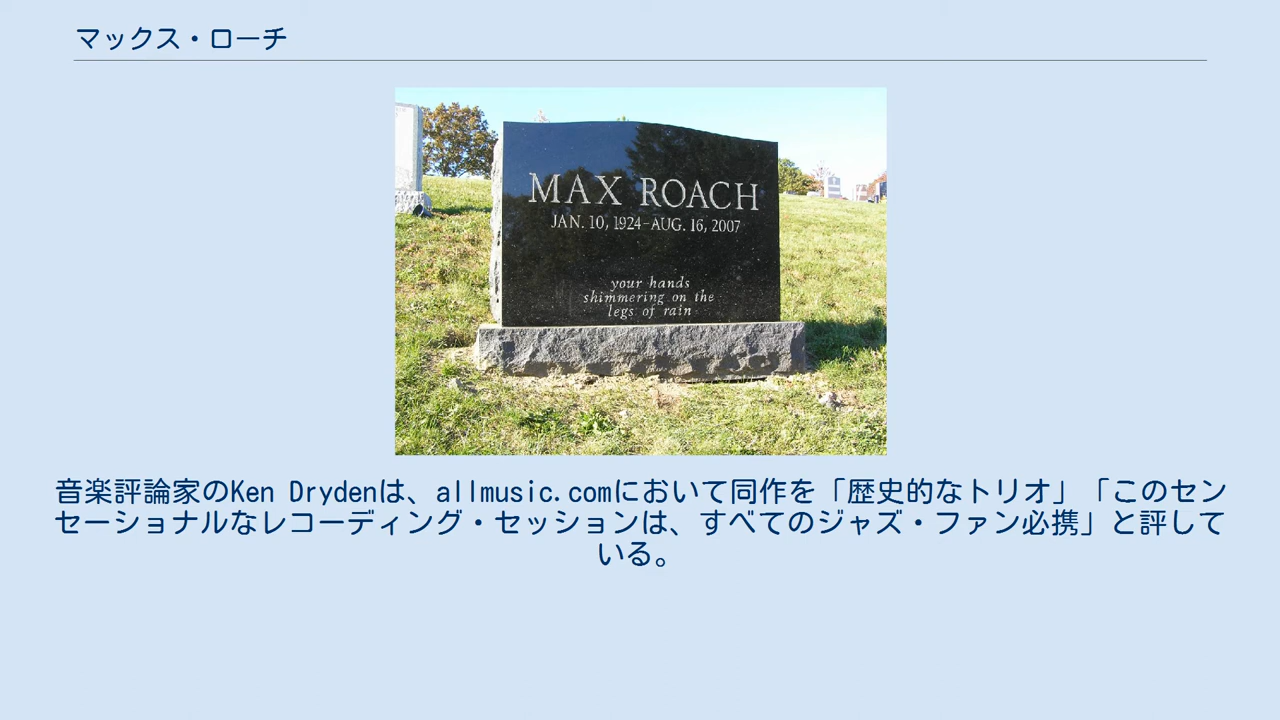 マックス・ローチ
MAX ROACH
JAN. 10, 1924–AUG. 16, 2007
your hands
shimmering on the
legs of rain
音楽評論家のKen Drydenは、allmusic.comにおいて同作を「歴史的なトリオ」「このセン
セーショナルなレコーディング・セッションは、すべてのジャズ・ファン必携」と評して
いる。